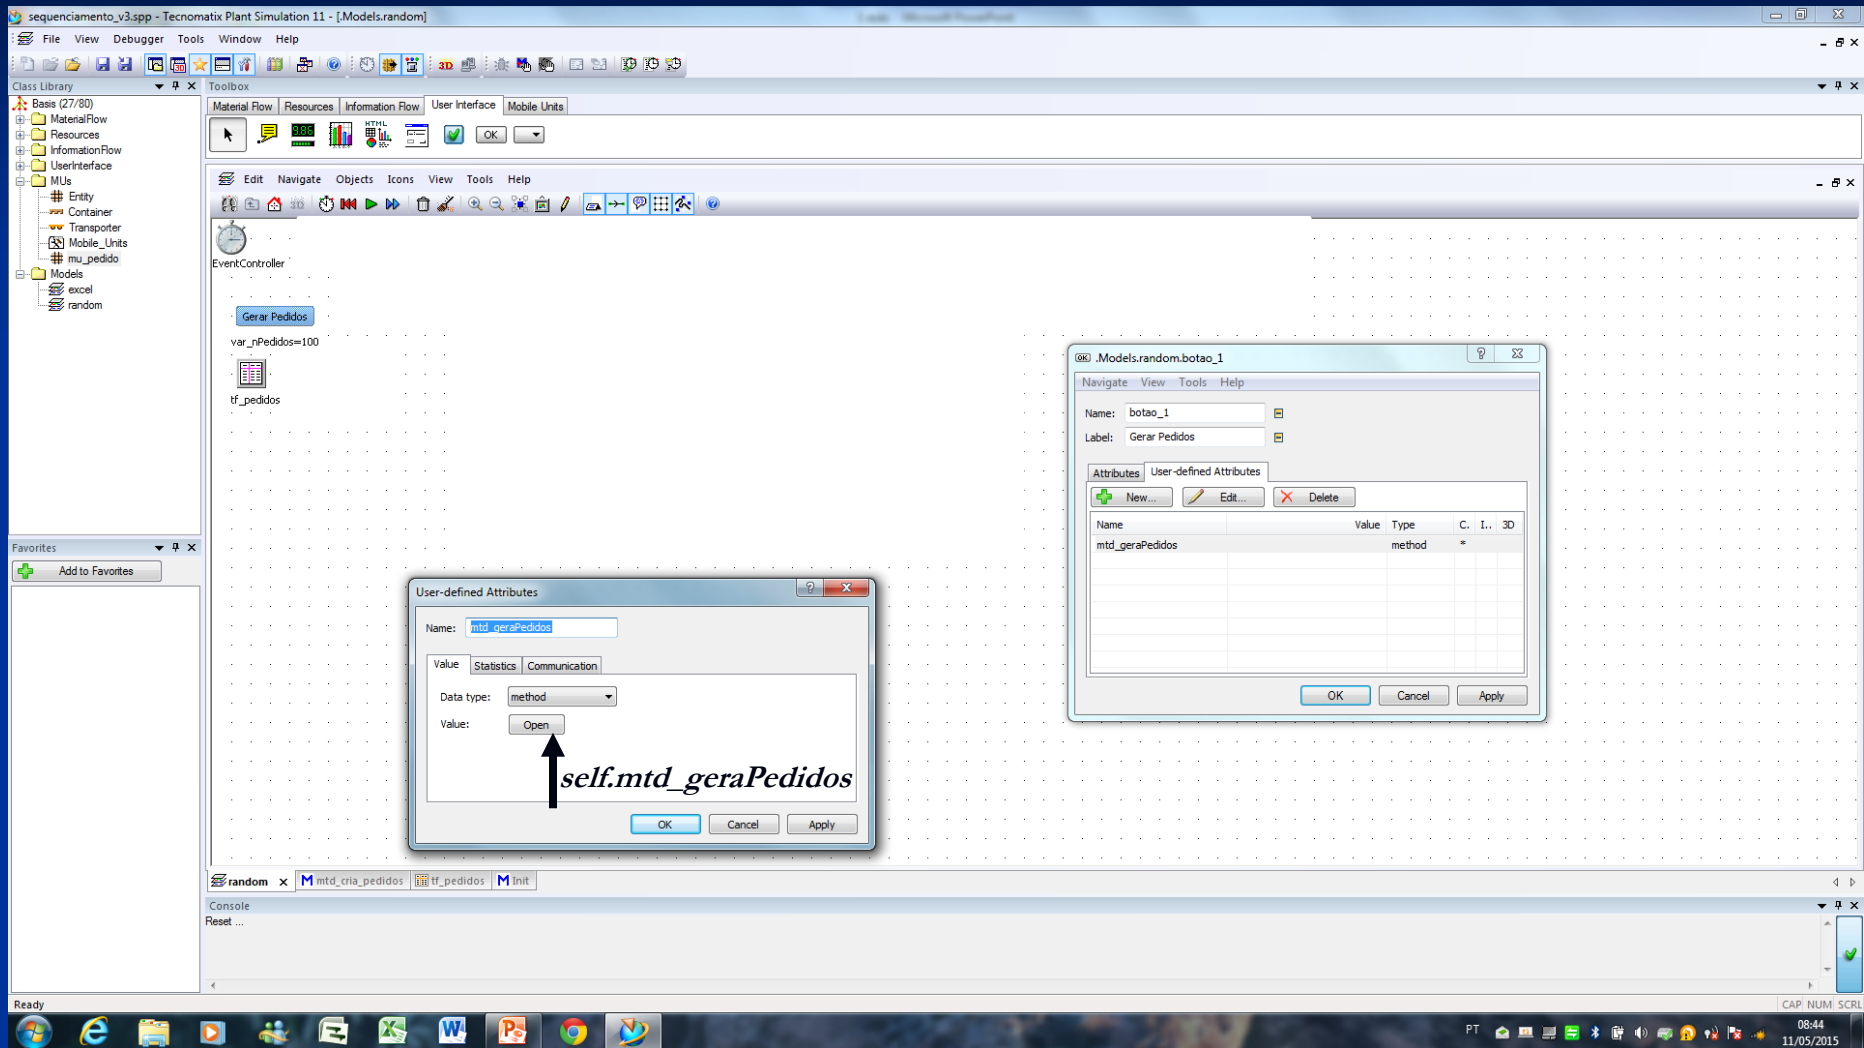 sequenciamento_v3.spp - Tecnomatix Plant Simulation 11 - [.Models.random]
File View Debugger Tools Window Help
3D
Class Library
Toolbox
Basis (27/80)
MaterialFlow
Resources
InformationFlow
UserInterface
MUs
Entity
Container
Transporter
Mobile_Units
mu_pedido
Models
excel
random
Material Flow Resources Information Flow User Interface Mobile Units
9.86 HTML OK
Edit Navigate Objects Icons View Tools Help
EventController
Gerar Pedidos
var_nPedidos=100
tf_pedidos
OK .Models.random.botao_1
Navigate View Tools Help
Name: botao_1
Label: Gerar Pedidos
Attributes User-defined Attributes
New... Edit... Delete
Name Value Type C. I.. 3D
mtd_geraPedidos method *
OK Cancel Apply
Favorites
Add to Favorites
User-defined Attributes
Name: mtd_geraPedidos
Value Statistics Communication
Data type: method
Value: Open
self.mtd_geraPedidos
OK Cancel Apply
random M mtd_cria_pedidos tf_pedidos M Init
Console
Reset ...
Ready
CAP NUM SCRL
PT
08:44
11/05/2015